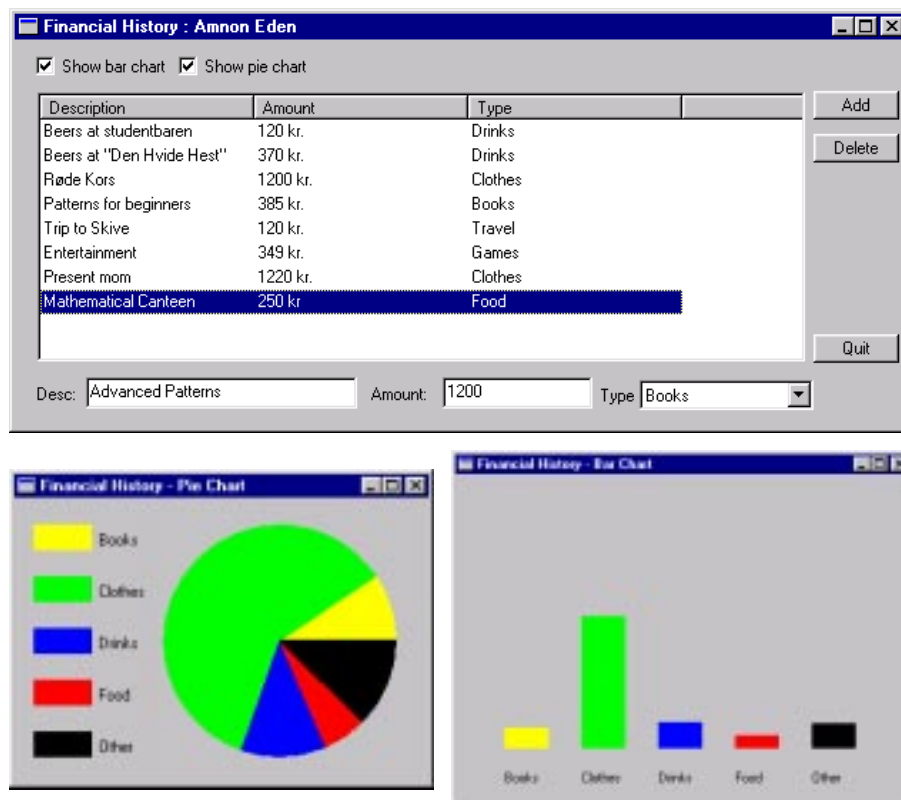 Financial History : Amnon Eden
Show bar chart Show pie chart
Description Amount Type
Add
Beers at studentbaren 120 kr. Drinks
Beers at "Den Hvide Hest" 370 kr. Drinks
Delete
Røde Kors 1200 kr. Clothes
Patterns for beginners 385 kr. Books
Trip to Skive 120 kr. Travel
Entertainment 349 kr. Games
Present mom 1220 kr. Clothes
Mathematical Canteen 250 kr Food
Quit
Desc: Advanced Patterns Amount: 1200 Type Books
Financial History - Pie Chart
Books
Clothes
Drinks
Food
Other
Financial History - Bar Chart
Books Clothes Drinks Food Other